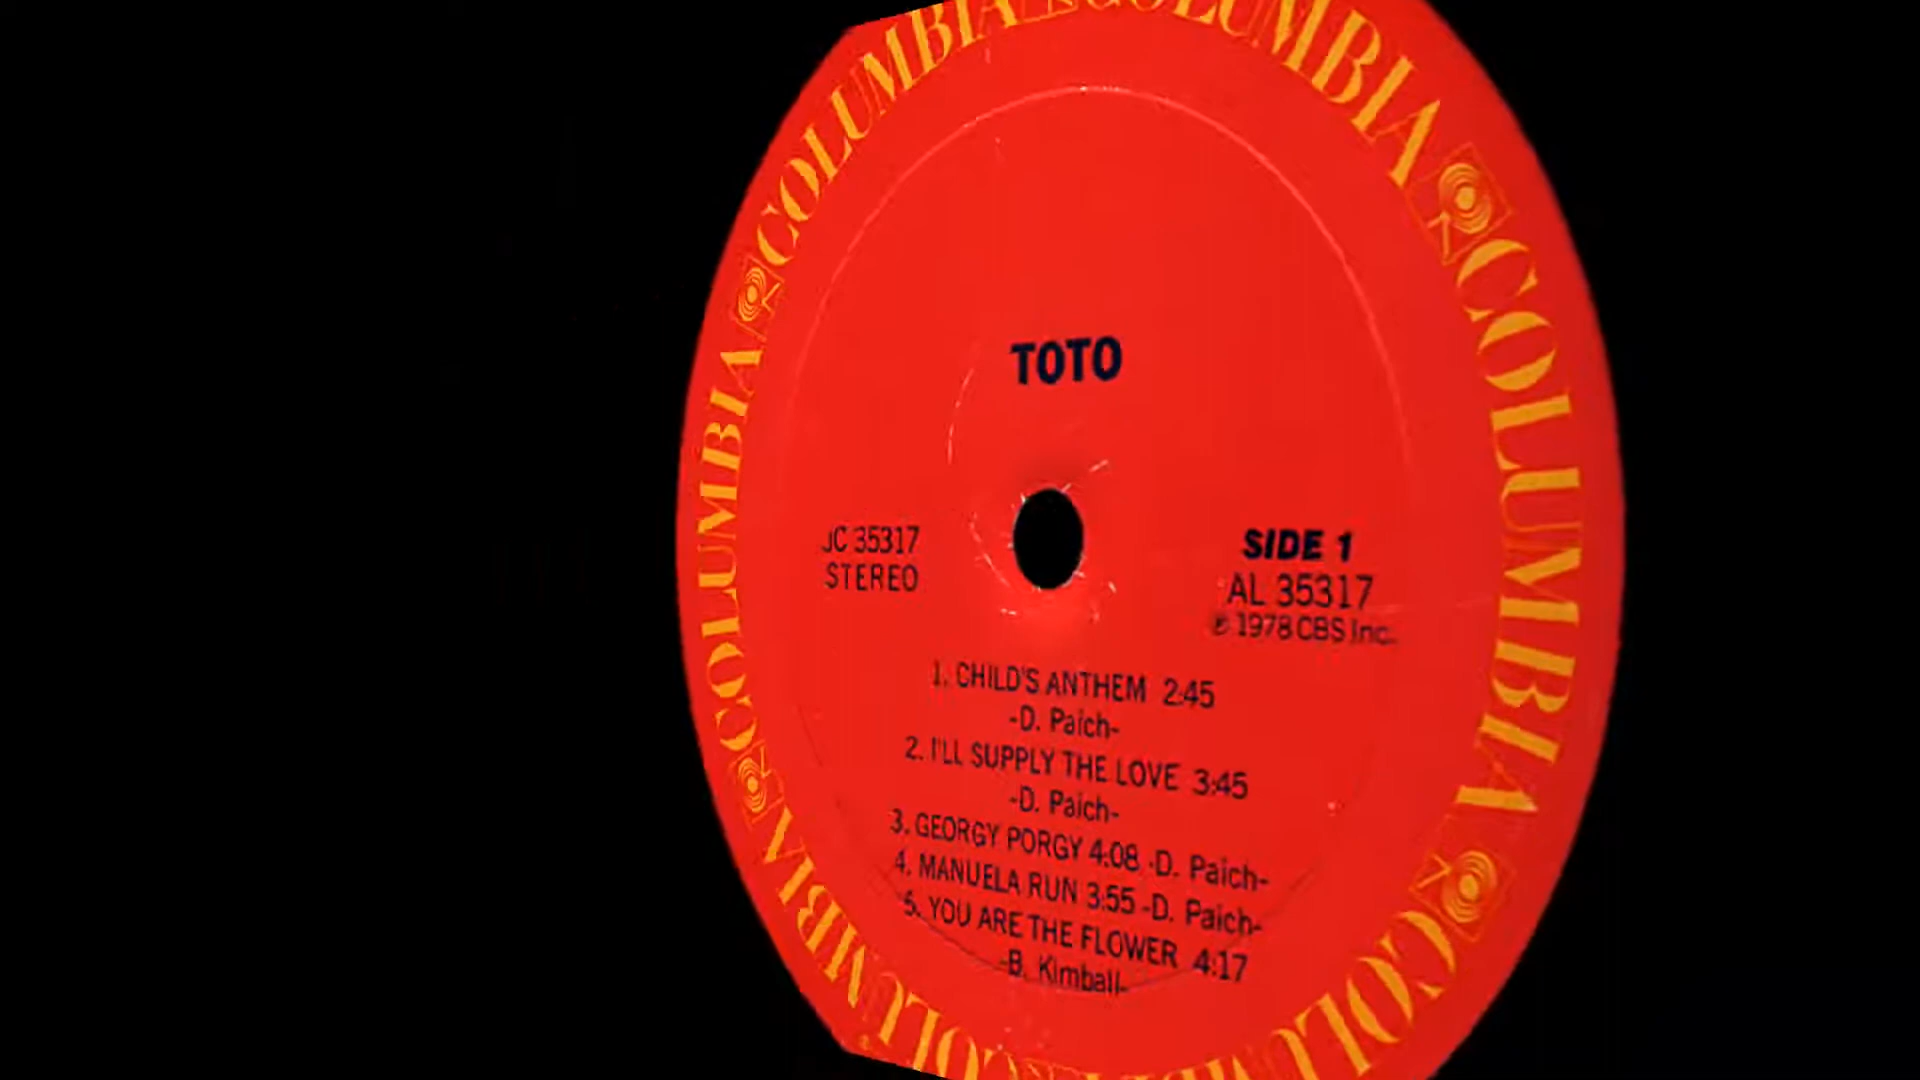 COLUMBIA COLUMBIA COLUMBIA COLUMBIA COLUMBIA COLUMBIA COLUMBIA
TOTO
JC 35317
STEREO
SIDE 1
AL 35317
℗ 1978 CBS Inc.
1. CHILD'S ANTHEM 2:45
-D. Paich-
2. I'LL SUPPLY THE LOVE 3:45
-D. Paich-
3. GEORGY PORGY 4:08 -D. Paich-
4. MANUELA RUN 3:55 -D. Paich-
5. YOU ARE THE FLOWER 4:17
-B. Kimball-